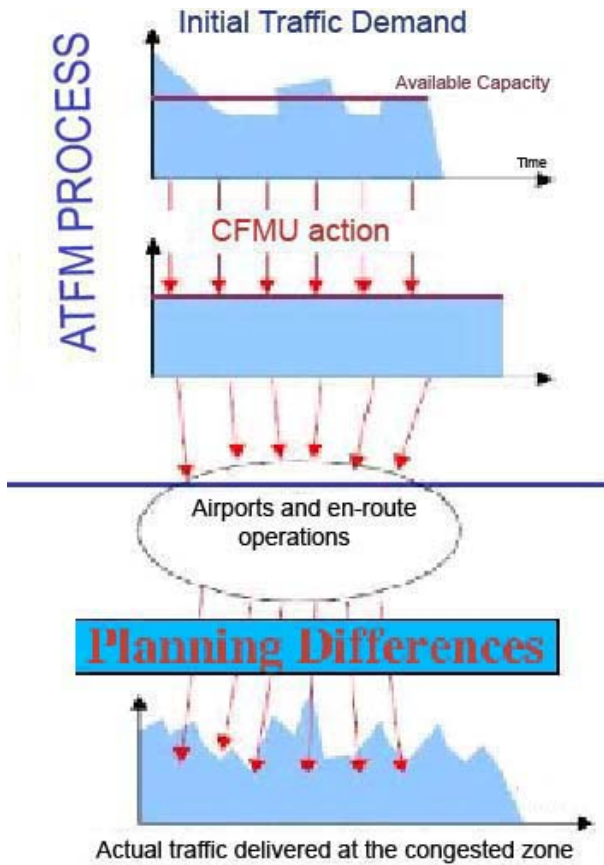 Initial Traffic Demand
ATFM PROCESS
Available Capacity
Time
CFMU action
Airports and en-route
operations
Planning Differences
Actual traffic delivered at the congested zone